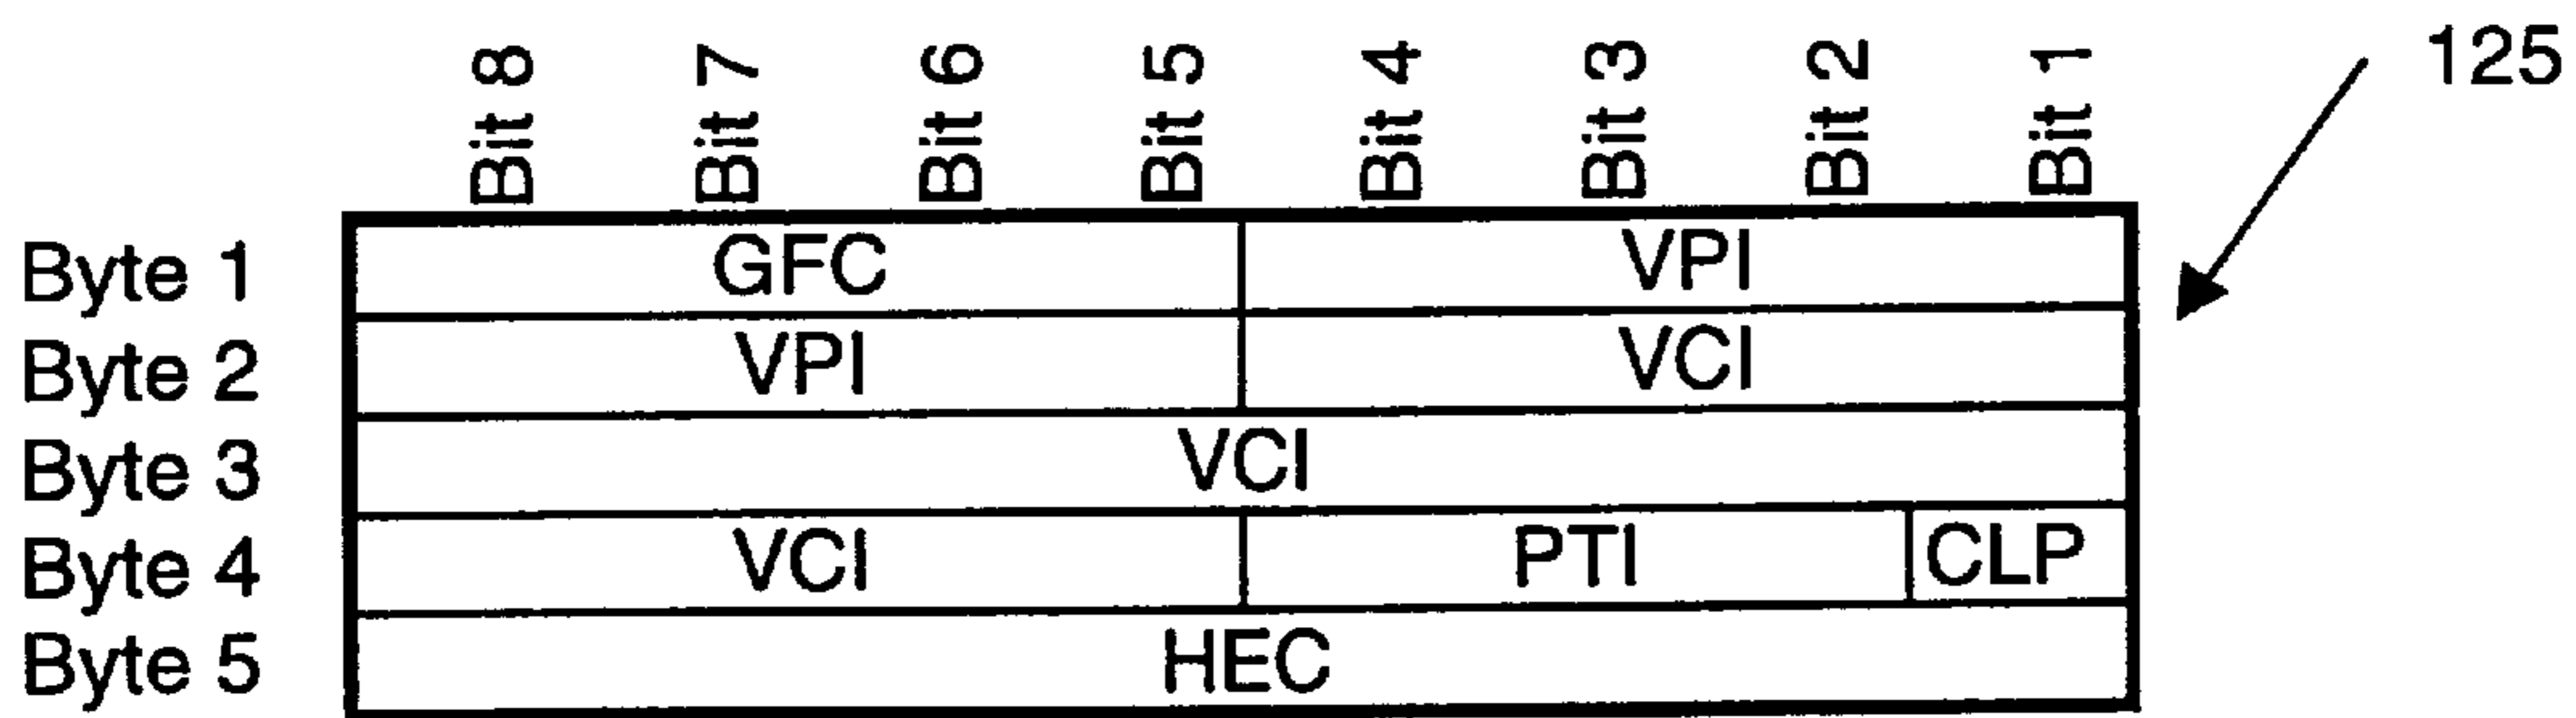 Bit 8 Bit 7 Bit 6 Bit 5 Bit 4 Bit 3 Bit 2 Bit 1 125
Byte 1 GFC VPI
Byte 2 VPI VCI
Byte 3 VCI
Byte 4 VCI PTI CLP
Byte 5 HEC